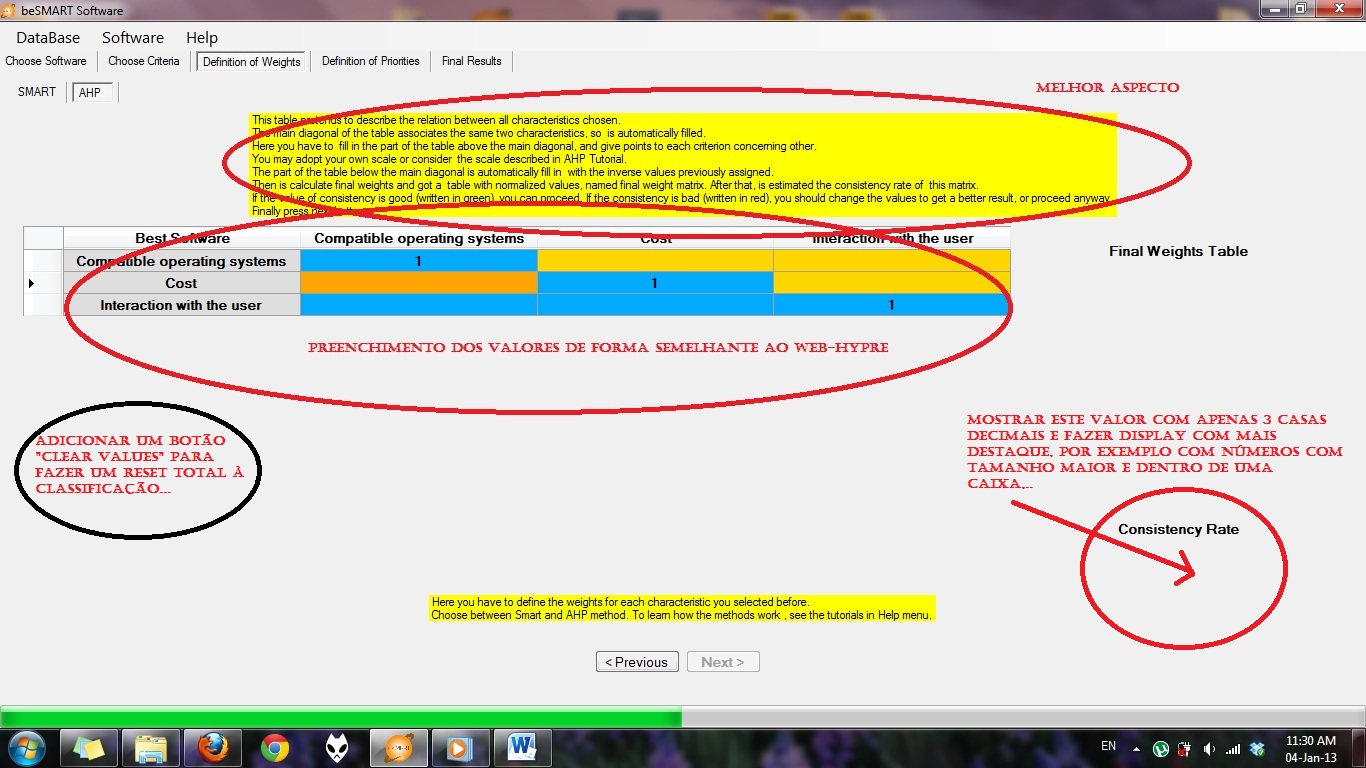 beSMART Software
DataBase Software Help
Choose Software Choose Criteria Definition of Weights Definition of Priorities Final Results
SMART AHP
MELHOR ASPECTO
This table pretends to describe the relation between all characteristics chosen.
The main diagonal of the table associates the same two characteristics, so is automatically filled.
Here you have to fill in the part of the table above the main diagonal, and give points to each criterion concerning other.
You may adopt your own scale or consider the scale described in AHP Tutorial.
The part of the table below the main diagonal is automatically fill in with the inverse values previously assigned.
Then is calculate final weights and got a table with normalized values, named final weight matrix. After that, is estimated the consistency rate of this matrix.
If the value of consistency is good (written in green), you can proceed. If the consistency is bad (written in red), you should change the values to get a better result, or proceed anyway.
Finally press
Best Software Compatible operating systems Cost Interaction with the user
Compatible operating systems 1
Cost 1
Interaction with the user 1
Final Weights Table
PREENCHIMENTO DOS VALORES DE FORMA SEMELHANTE AO WEB-HYPRE
ADICIONAR UM BOTÃO
"CLEAR VALUES" PARA
FAZER UM RESET TOTAL À
CLASSIFICAÇÃO...
MOSTRAR ESTE VALOR COM APENAS 3 CASAS
DECIMAIS E FAZER DISPLAY COM MAIS
DESTAQUE, POR EXEMPLO COM NÚMEROS COM
TAMANHO MAIOR E DENTRO DE UMA
CAIXA...
Consistency Rate
Here you have to define the weights for each characteristic you selected before.
Choose between Smart and AHP method. To learn how the methods work , see the tutorials in Help menu.
< Previous Next >
EN 11:30 AM
04-Jan-13